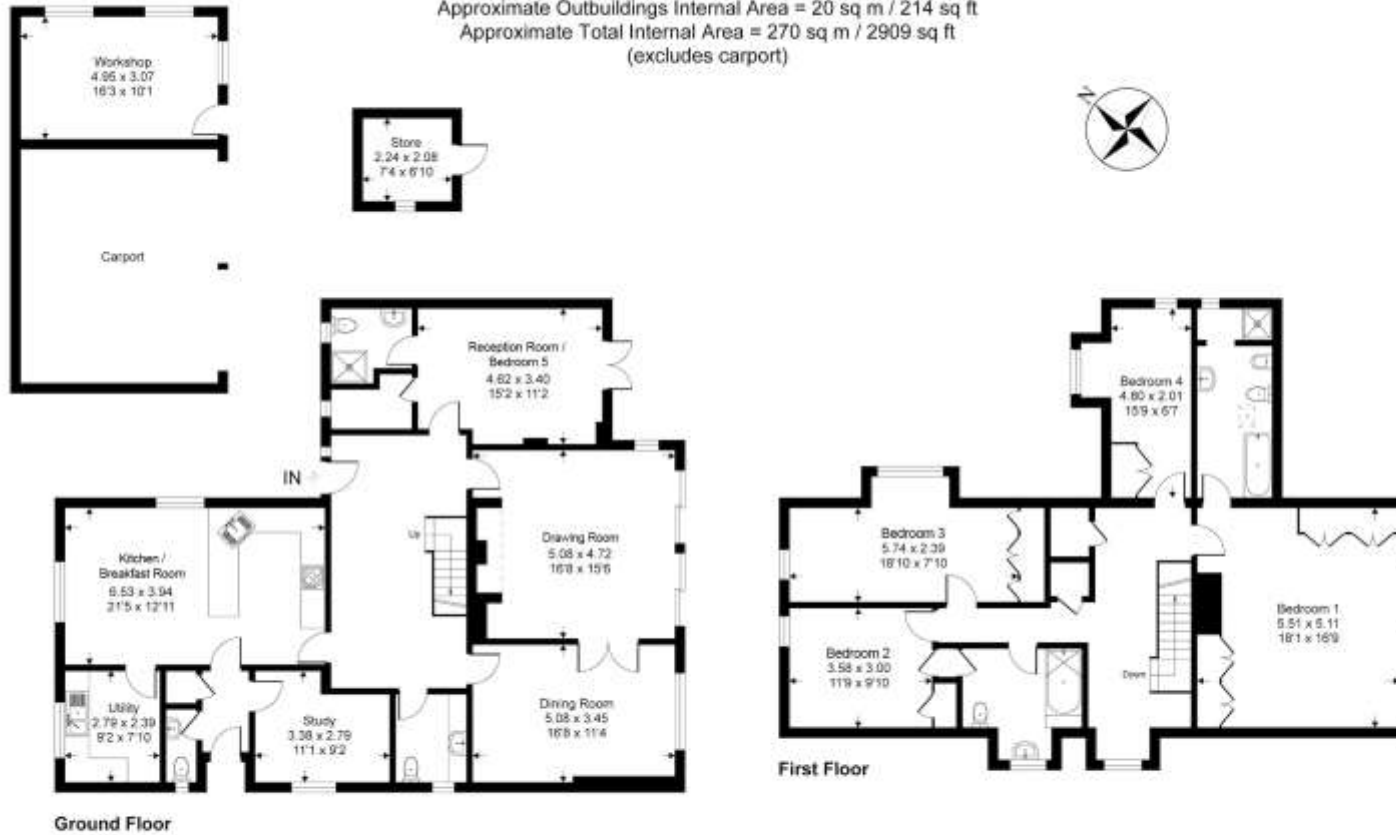 Approximate Outbuildings Internal Area = 20 sq m / 214 sq ft
Approximate Total Internal Area = 270 sq m / 2909 sq ft
(excludes carport)
Workshop
4.95 x 3.07
16'3 x 10'1
Store
2.24 x 2.08
7'4 x 6'10
N
Carport
Reception Room /
Bedroom 5
4.62 x 3.40
15'2 x 11'2
IN
Up
Drawing Room
5.08 x 4.72
16'8 x 15'6
Kitchen /
Breakfast Room
6.53 x 3.94
21'5 x 12'11
Utility
2.79 x 2.39
9'2 x 7'10
Study
3.38 x 2.79
11'1 x 9'2
Dining Room
5.08 x 3.45
16'8 x 11'4
Ground Floor
Bedroom 4
4.80 x 2.01
15'9 x 6'7
Bedroom 3
5.74 x 2.39
18'10 x 7'10
Bedroom 2
3.58 x 3.00
11'9 x 9'10
Down
Bedroom 1
5.51 x 5.11
18'1 x 16'9
First Floor